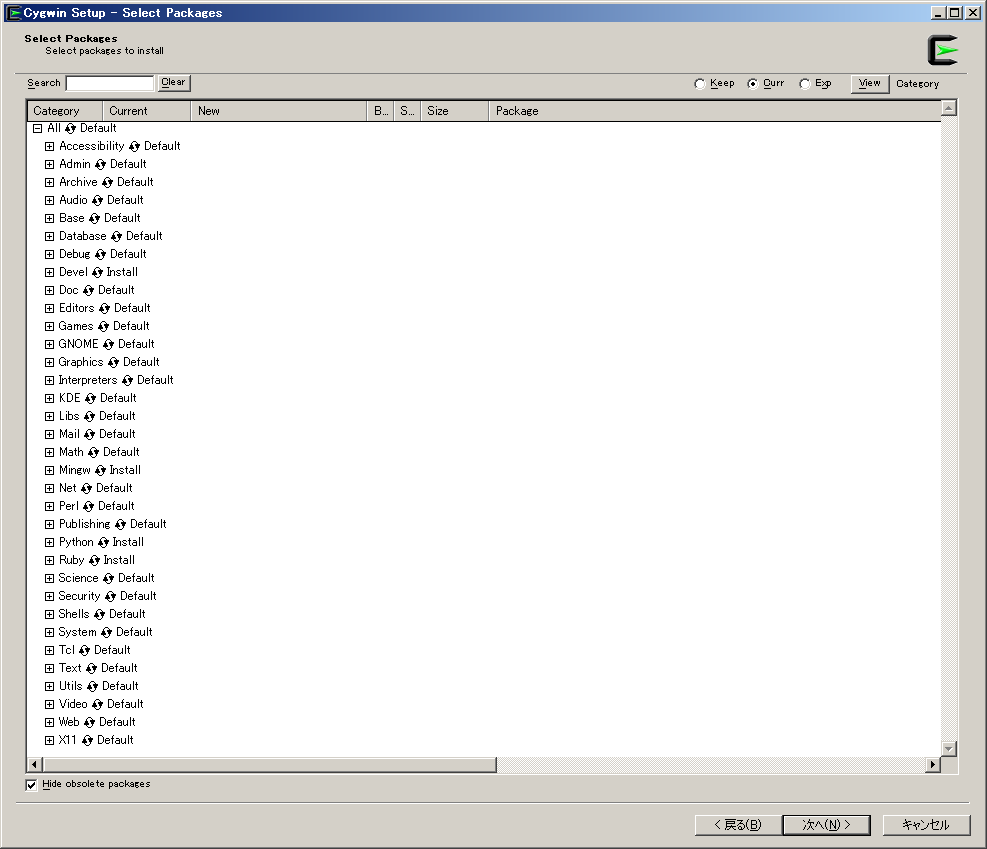 Cygwin Setup - Select Packages
Select Packages
Select packages to install
Search Clear Keep Curr Exp View Category
Category Current New B... S... Size Package
All Default
Accessibility Default
Admin Default
Archive Default
Audio Default
Base Default
Database Default
Debug Default
Devel Install
Doc Default
Editors Default
Games Default
GNOME Default
Graphics Default
Interpreters Default
KDE Default
Libs Default
Mail Default
Math Default
Mingw Install
Net Default
Perl Default
Publishing Default
Python Install
Ruby Install
Science Default
Security Default
Shells Default
System Default
Tcl Default
Text Default
Utils Default
Video Default
Web Default
X11 Default
Hide obsolete packages
< 戻る(B) 次へ(N) > キャンセル